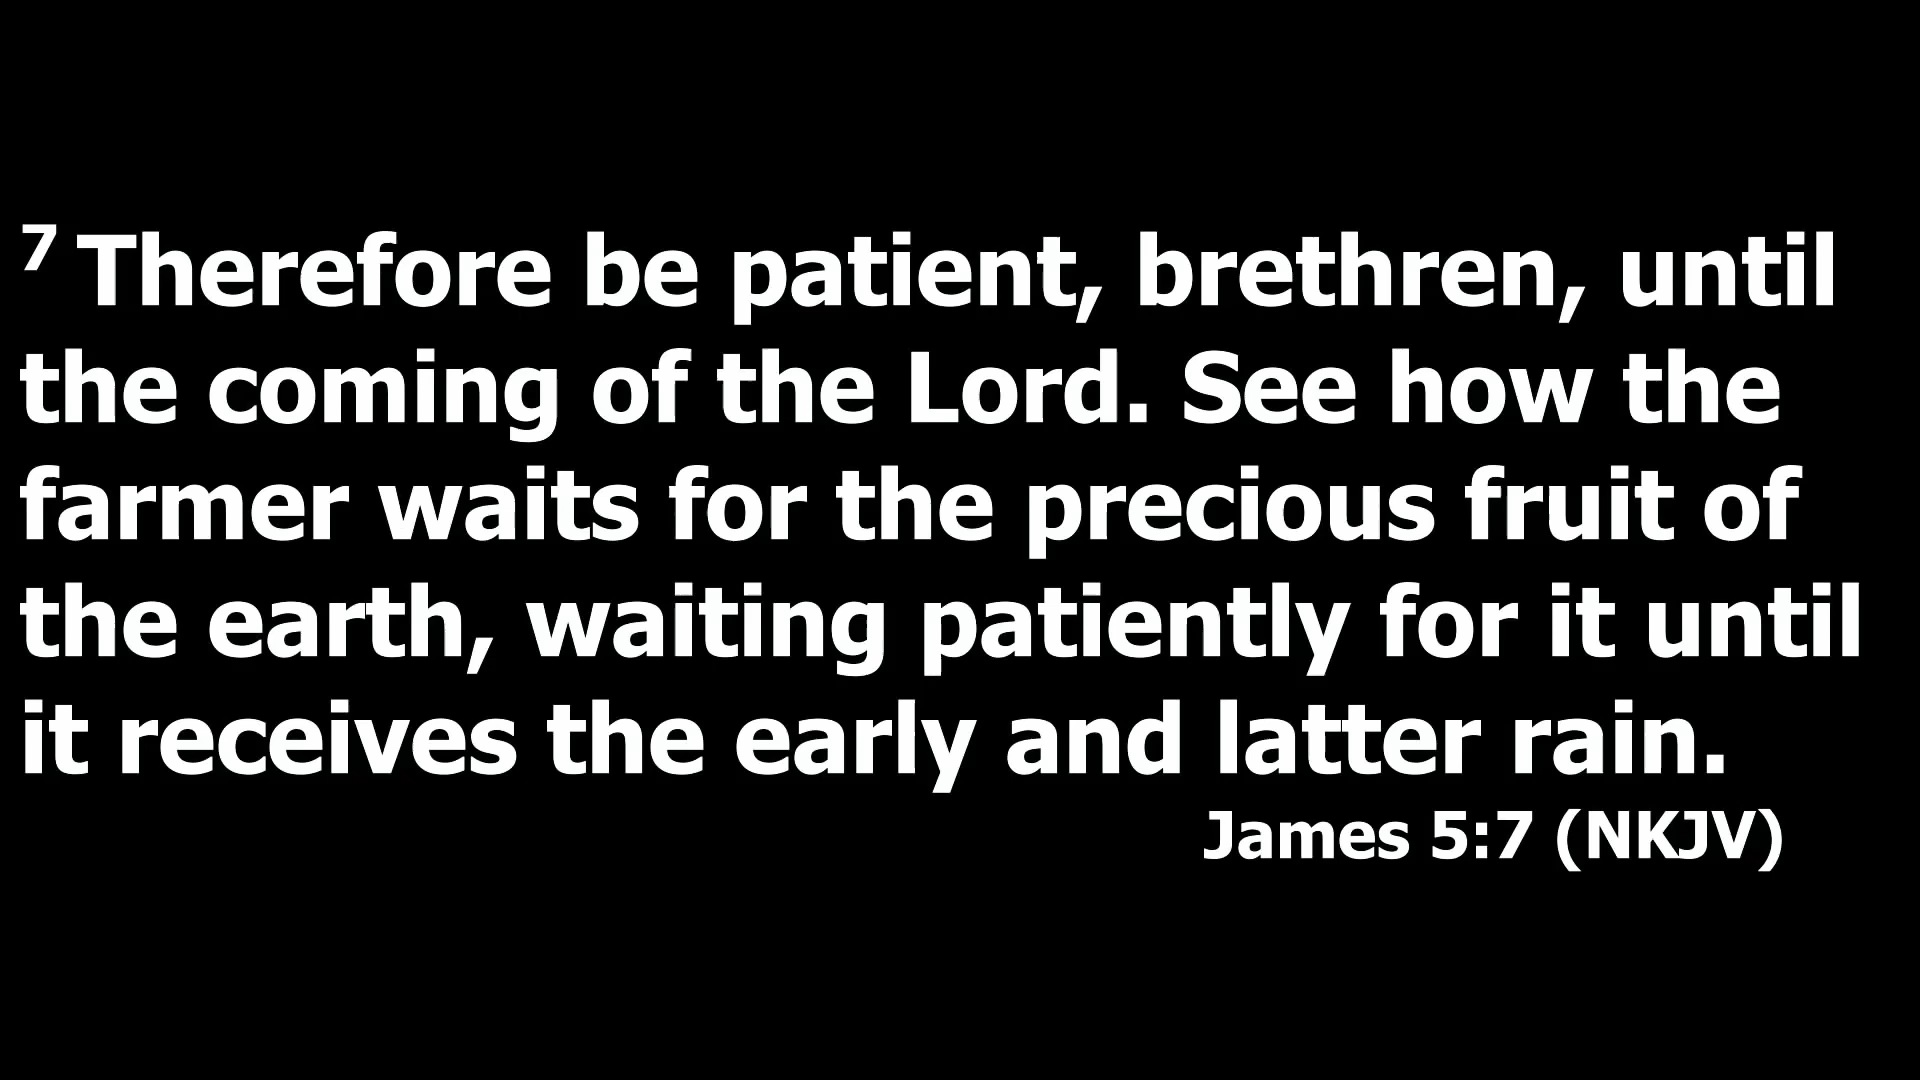 7 Therefore be patient, brethren, until
the coming of the Lord. See how the
farmer waits for the precious fruit of
the earth, waiting patiently for it until
it receives the early and latter rain.
James 5:7 (NKJV)